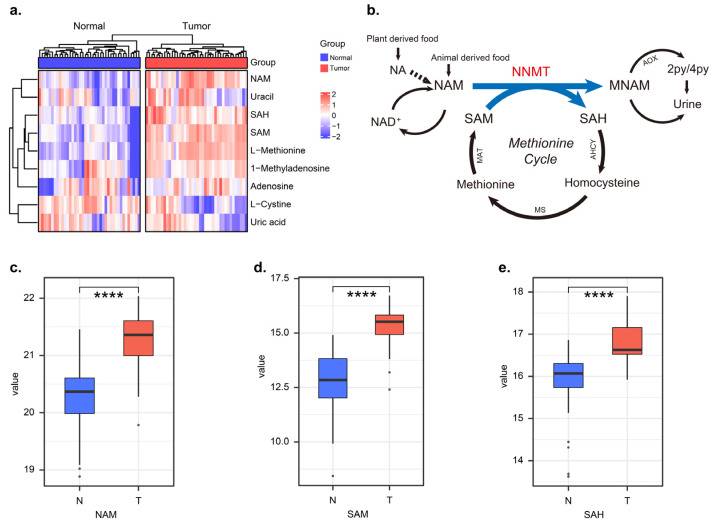 a.
Normal
Tumor
Group
NAM
Uracil
SAH
SAM
L-Methionine
1-Methyladenosine
Adenosine
L-Cystine
Uric acid
Group
Normal
Tumor
2
1
0
−1
−2
b.
Plant derived food
Animal derived food
NA
NAM
NAD+
NNMT
MNAM
AOX
2py/4py
Urine
SAM
SAH
Methionine
Cycle
MAT
AHCY
Methionine
Homocysteine
MS
c.
****
22
21
20
19
value
N
T
NAM
d.
****
17.5
15.0
12.5
10.0
value
N
T
SAM
e.
****
18
17
16
15
14
value
N
T
SAH